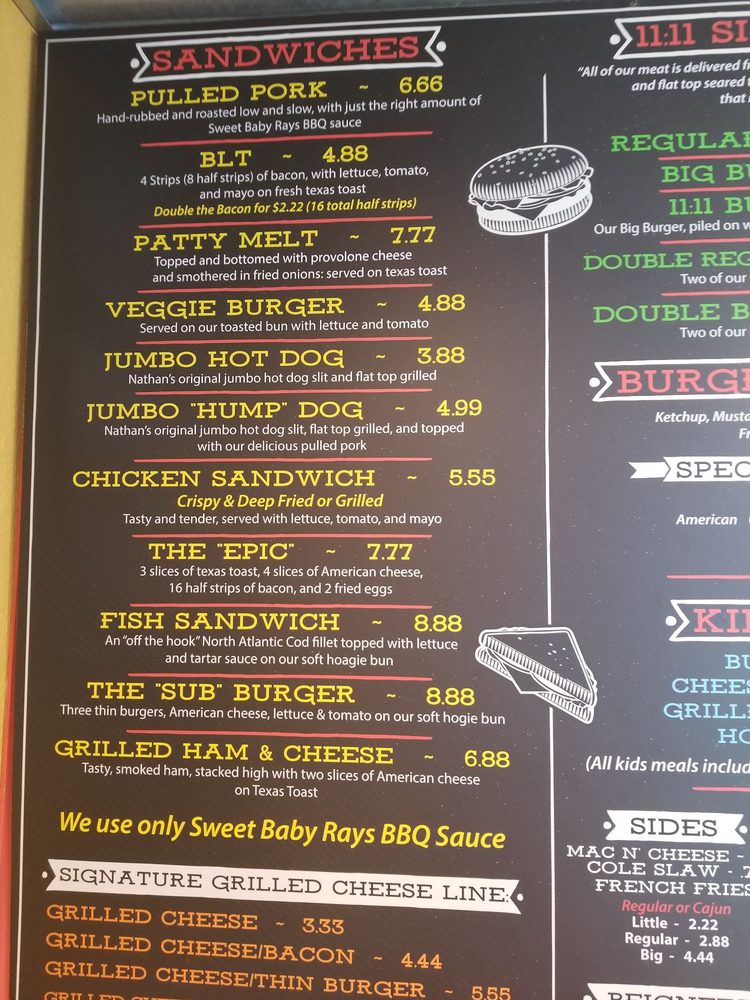 SANDWICHES
PULLED PORK ~ 6.66
Hand-rubbed and roasted low and slow, with just the right amount of
Sweet Baby Rays BBQ sauce
BLT ~ 4.88
4 Strips (8 half strips) of bacon, with lettuce, tomato,
and mayo on fresh texas toast
Double the Bacon for $2.22 (16 total half strips)
PATTY MELT ~ 7.77
Topped and bottomed with provolone cheese
and smothered in fried onions: served on texas toast
VEGGIE BURGER ~ 4.88
Served on our toasted bun with lettuce and tomato
JUMBO HOT DOG ~ 3.88
Nathan's original jumbo hot dog slit and flat top grilled
JUMBO "HUMP" DOG ~ 4.99
Nathan's original jumbo hot dog slit, flat top grilled, and topped
with our delicious pulled pork
CHICKEN SANDWICH ~ 5.55
Crispy & Deep Fried or Grilled
Tasty and tender, served with lettuce, tomato, and mayo
THE "EPIC" ~ 7.77
3 slices of texas toast, 4 slices of American cheese,
16 half strips of bacon, and 2 fried eggs
FISH SANDWICH ~ 8.88
An "off the hook" North Atlantic Cod fillet topped with lettuce
and tartar sauce on our soft hoagie bun
THE "SUB" BURGER ~ 8.88
Three thin burgers, American cheese, lettuce & tomato on our soft hogie bun
GRILLED HAM & CHEESE ~ 6.88
Tasty, smoked ham, stacked high with two slices of American cheese
on Texas Toast
We use only Sweet Baby Rays BBQ Sauce
SIGNATURE GRILLED CHEESE LINE:
GRILLED CHEESE ~ 3.33
GRILLED CHEESE/BACON ~ 4.44
GRILLED CHEESE/THIN BURGER ~ 5.55
11:11 SI
"All of our meat is delivered f
and flat top seared
that
REGULAR
BIG BU
11:11 BU
Our Big Burger, piled on w
DOUBLE REG
Two of our
DOUBLE B
Two of our
BURGE
Ketchup, Musta
Fr
SPEC
American
KI
BU
CHEES
GRILLE
HO
(All kids meals includ
SIDES
MAC N' CHEESE ~
COLE SLAW - .7
FRENCH FRIES
Regular or Cajun
Little - 2.22
Regular - 2.88
Big - 4.44